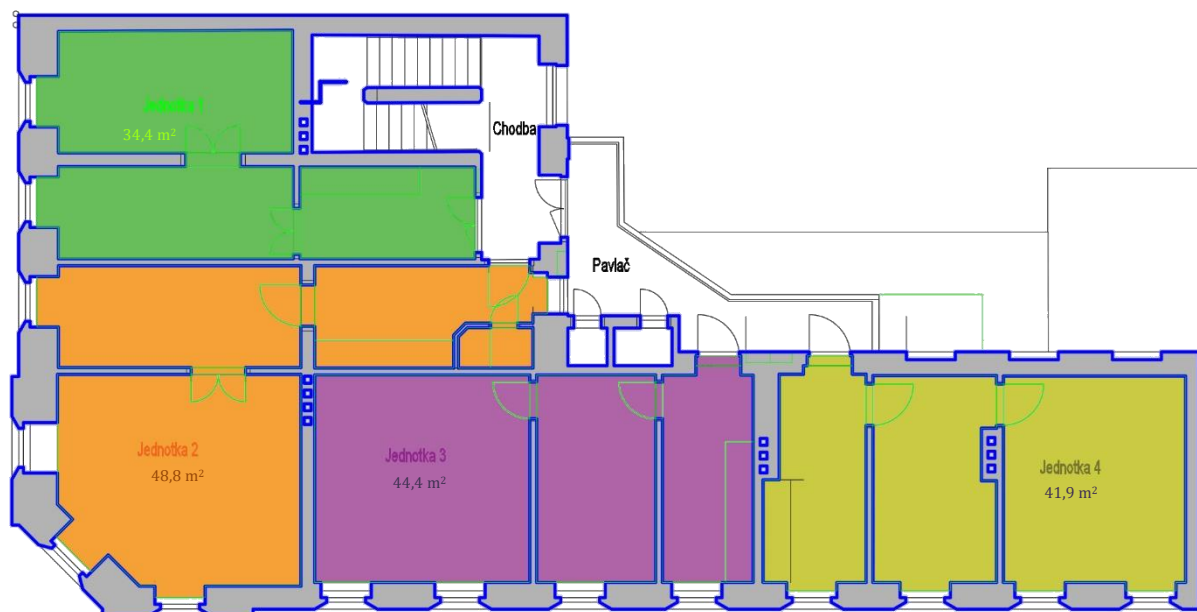 Jednotka 1
34,4 m²
Chodba
Pavlač
Jednotka 2
48,8 m²
Jednotka 3
44,4 m²
Jednotka 4
41,9 m²